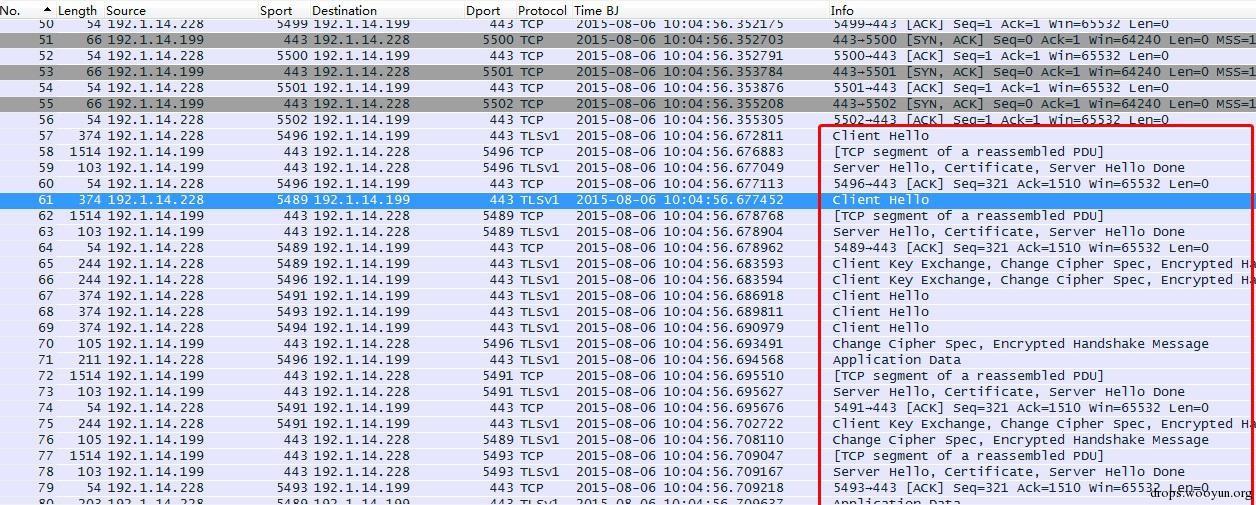 No. Length Source Sport Destination Dport Protocol Time BJ Info
50 54 192.1.14.228 5499 192.1.14.199 443 TCP 2015-08-06 10:04:56.352175 5499→443 [ACK] Seq=1 Ack=1 Win=65532 Len=0
51 66 192.1.14.199 443 192.1.14.228 5500 TCP 2015-08-06 10:04:56.352703 443→5500 [SYN, ACK] Seq=0 Ack=1 Win=64240 Len=0 MSS=1
52 54 192.1.14.228 5500 192.1.14.199 443 TCP 2015-08-06 10:04:56.352791 5500→443 [ACK] Seq=1 Ack=1 Win=65532 Len=0
53 66 192.1.14.199 443 192.1.14.228 5501 TCP 2015-08-06 10:04:56.353784 443→5501 [SYN, ACK] Seq=0 Ack=1 Win=64240 Len=0 MSS=1
54 54 192.1.14.228 5501 192.1.14.199 443 TCP 2015-08-06 10:04:56.353876 5501→443 [ACK] Seq=1 Ack=1 Win=65532 Len=0
55 66 192.1.14.199 443 192.1.14.228 5502 TCP 2015-08-06 10:04:56.355208 443→5502 [SYN, ACK] Seq=0 Ack=1 Win=64240 Len=0 MSS=1
56 54 192.1.14.228 5502 192.1.14.199 443 TCP 2015-08-06 10:04:56.355305 5502→443 [ACK] Seq=1 Ack=1 Win=65532 Len=0
57 374 192.1.14.228 5496 192.1.14.199 443 TLSv1 2015-08-06 10:04:56.672811 Client Hello
58 1514 192.1.14.199 443 192.1.14.228 5496 TCP 2015-08-06 10:04:56.676883 [TCP segment of a reassembled PDU]
59 103 192.1.14.199 443 192.1.14.228 5496 TLSv1 2015-08-06 10:04:56.677049 Server Hello, Certificate, Server Hello Done
60 54 192.1.14.228 5496 192.1.14.199 443 TCP 2015-08-06 10:04:56.677113 5496→443 [ACK] Seq=321 Ack=1510 Win=65532 Len=0
61 374 192.1.14.228 5489 192.1.14.199 443 TLSv1 2015-08-06 10:04:56.677452 Client Hello
62 1514 192.1.14.199 443 192.1.14.228 5489 TCP 2015-08-06 10:04:56.678768 [TCP segment of a reassembled PDU]
63 103 192.1.14.199 443 192.1.14.228 5489 TLSv1 2015-08-06 10:04:56.678904 Server Hello, Certificate, Server Hello Done
64 54 192.1.14.228 5489 192.1.14.199 443 TCP 2015-08-06 10:04:56.678962 5489→443 [ACK] Seq=321 Ack=1510 Win=65532 Len=0
65 244 192.1.14.228 5489 192.1.14.199 443 TLSv1 2015-08-06 10:04:56.683593 Client Key Exchange, Change Cipher Spec, Encrypted Ha
66 244 192.1.14.228 5496 192.1.14.199 443 TLSv1 2015-08-06 10:04:56.683594 Client Key Exchange, Change Cipher Spec, Encrypted Ha
67 374 192.1.14.228 5491 192.1.14.199 443 TLSv1 2015-08-06 10:04:56.686918 Client Hello
68 374 192.1.14.228 5493 192.1.14.199 443 TLSv1 2015-08-06 10:04:56.689811 Client Hello
69 374 192.1.14.228 5494 192.1.14.199 443 TLSv1 2015-08-06 10:04:56.690979 Client Hello
70 105 192.1.14.199 443 192.1.14.228 5496 TLSv1 2015-08-06 10:04:56.693491 Change Cipher Spec, Encrypted Handshake Message
71 211 192.1.14.228 5496 192.1.14.199 443 TLSv1 2015-08-06 10:04:56.694568 Application Data
72 1514 192.1.14.199 443 192.1.14.228 5491 TCP 2015-08-06 10:04:56.695510 [TCP segment of a reassembled PDU]
73 103 192.1.14.199 443 192.1.14.228 5491 TLSv1 2015-08-06 10:04:56.695627 Server Hello, Certificate, Server Hello Done
74 54 192.1.14.228 5491 192.1.14.199 443 TCP 2015-08-06 10:04:56.695676 5491→443 [ACK] Seq=321 Ack=1510 Win=65532 Len=0
75 244 192.1.14.228 5491 192.1.14.199 443 TLSv1 2015-08-06 10:04:56.702722 Client Key Exchange, Change Cipher Spec, Encrypted Ha
76 105 192.1.14.199 443 192.1.14.228 5489 TLSv1 2015-08-06 10:04:56.708110 Change Cipher Spec, Encrypted Handshake Message
77 1514 192.1.14.199 443 192.1.14.228 5493 TCP 2015-08-06 10:04:56.709047 [TCP segment of a reassembled PDU]
78 103 192.1.14.199 443 192.1.14.228 5493 TLSv1 2015-08-06 10:04:56.709167 Server Hello, Certificate, Server Hello Done
79 54 192.1.14.228 5493 192.1.14.199 443 TCP 2015-08-06 10:04:56.709218 5493→443 [ACK] Seq=321 Ack=1510 Win=65532 Len=0
80 203 192.1.14.228 5489 192.1.14.199 443 TLSv1 2015-08-06 10:04:56.709637 Application Data
drops.wooyun.org